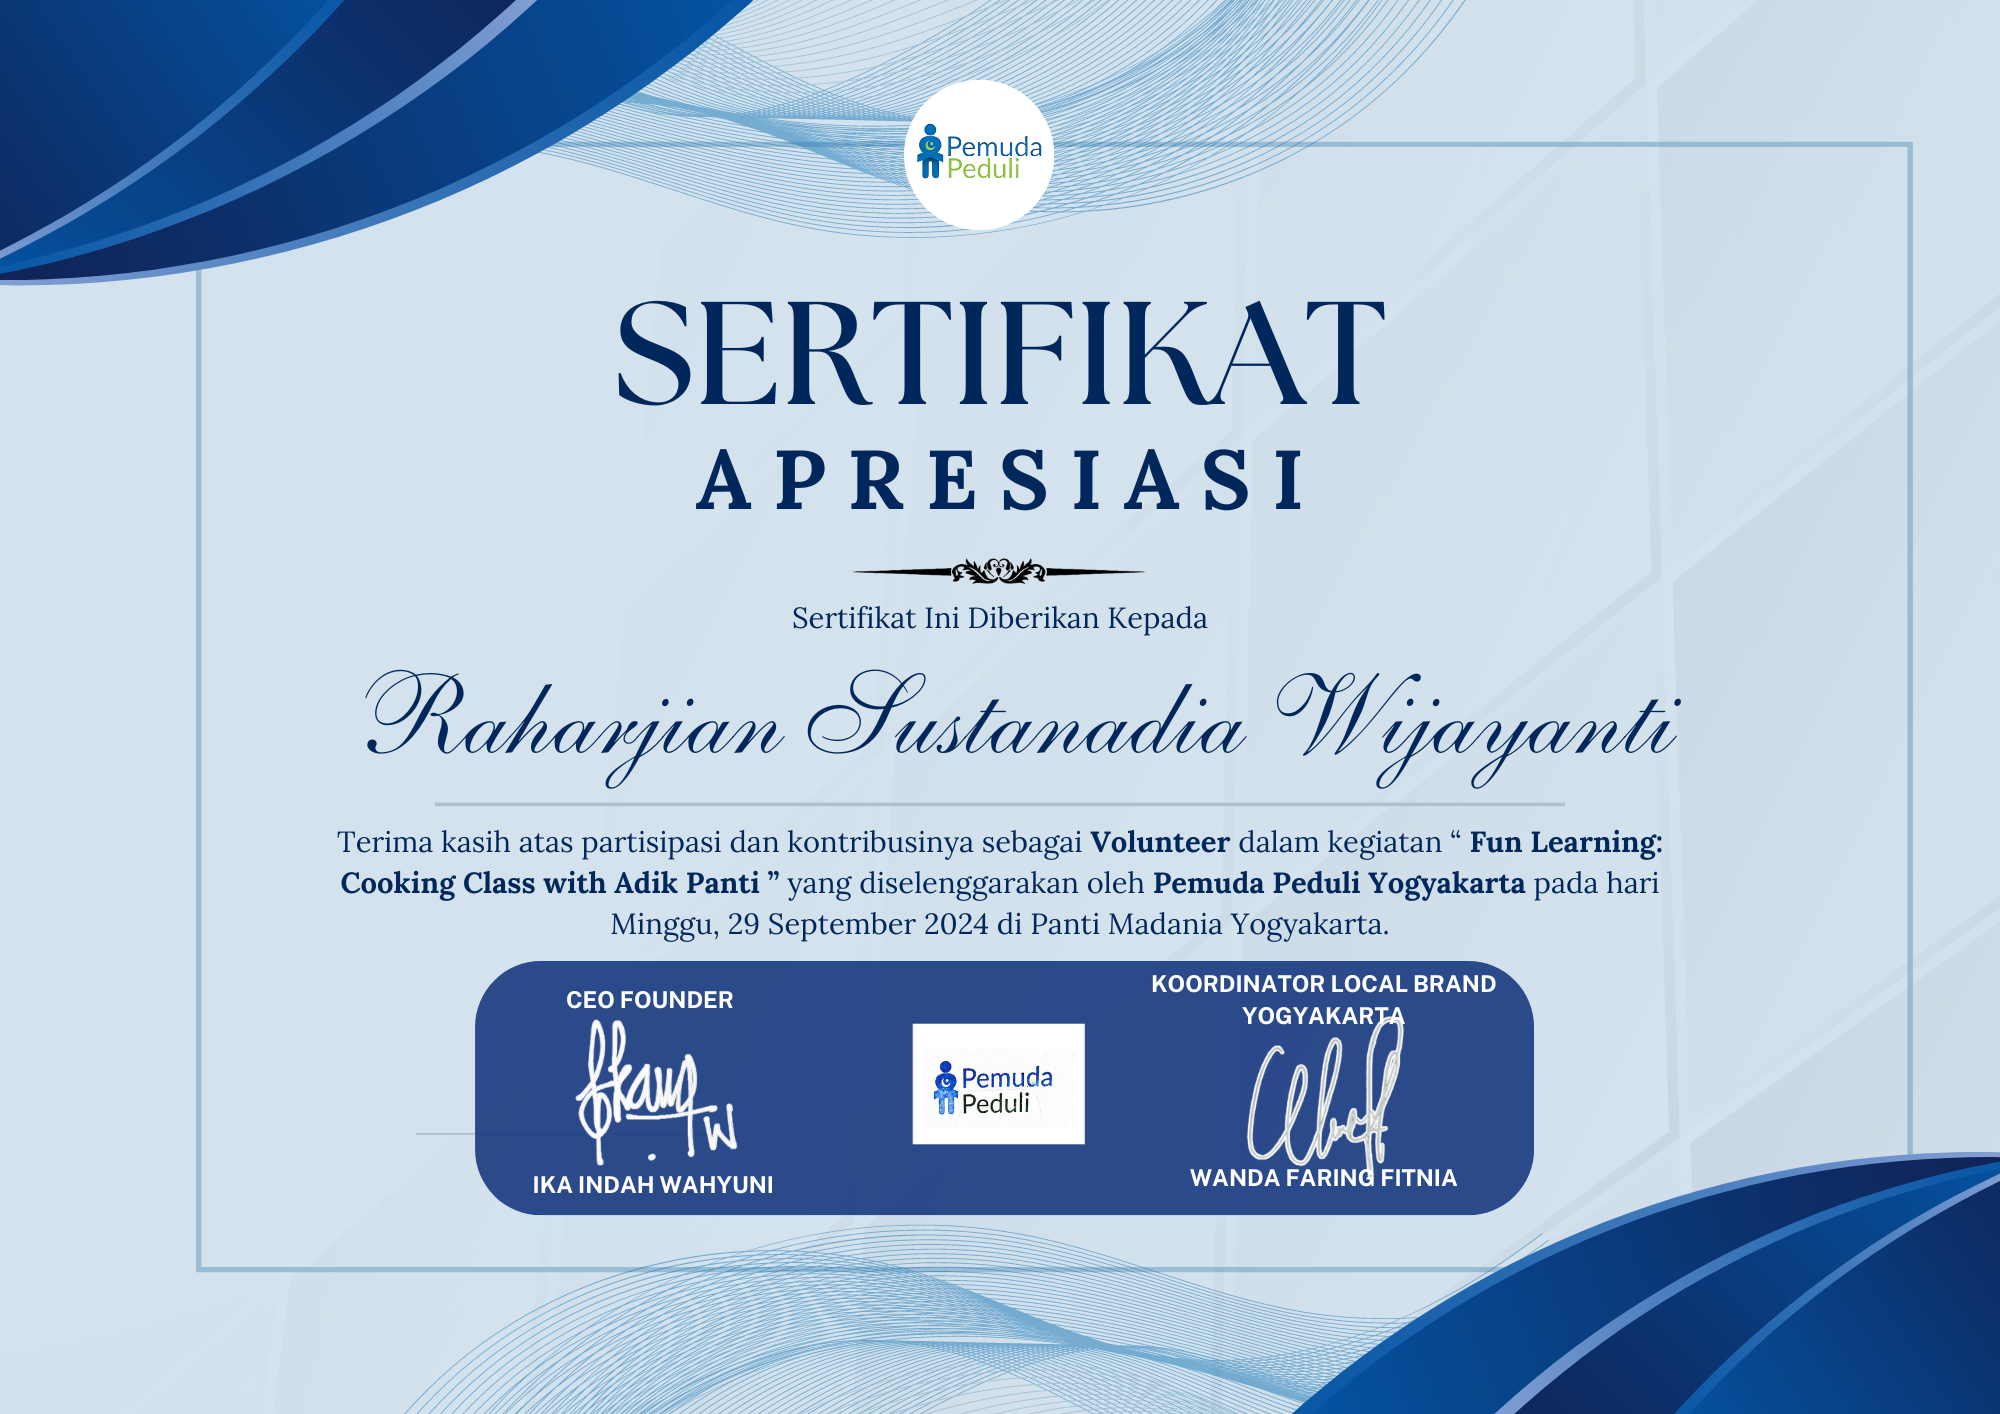 Pemuda
Peduli
SERTIFIKAT
APRESIASI
Sertifikat Ini Diberikan Kepada
Raharjian Sustanadia Wijayanti
Terima kasih atas partisipasi dan kontribusinya sebagai Volunteer dalam kegiatan “ Fun Learning:
Cooking Class with Adik Panti ” yang diselenggarakan oleh Pemuda Peduli Yogyakarta pada hari
Minggu, 29 September 2024 di Panti Madania Yogyakarta.
CEO FOUNDER
IKA INDAH WAHYUNI
Pemuda
Peduli
KOORDINATOR LOCAL BRAND
YOGYAKARTA
WANDA FARING FITNIA